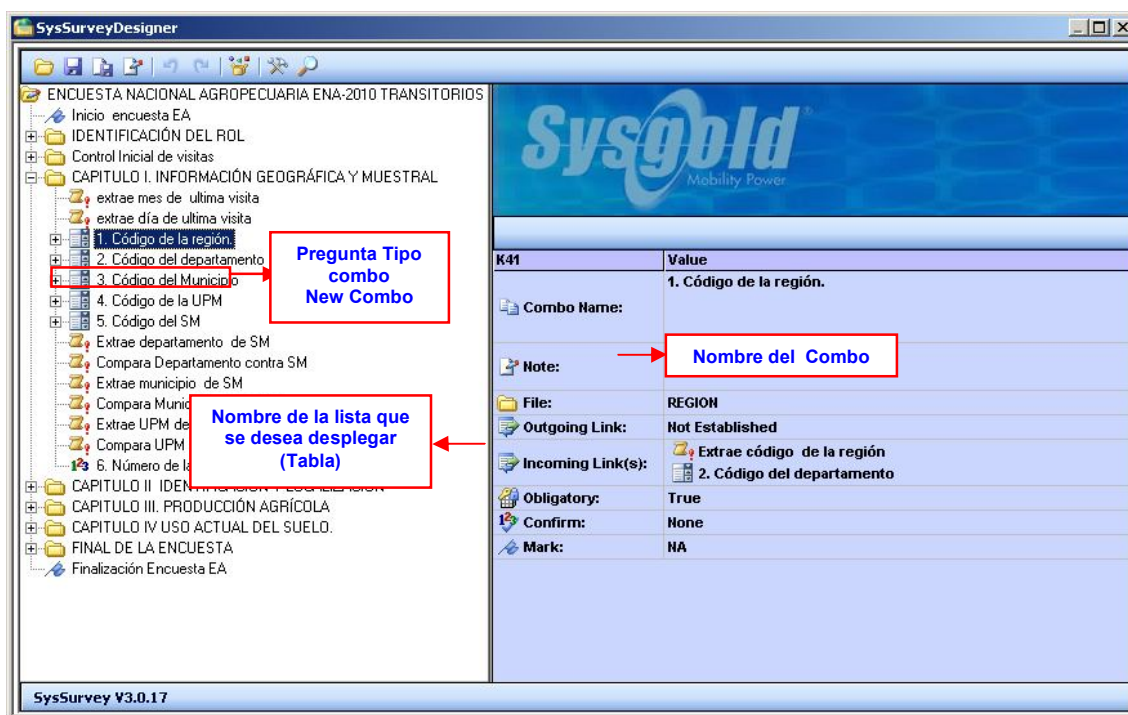 SysSurveyDesigner
ENCUESTA NACIONAL AGROPECUARIA ENA-2010 TRANSITORIOS
Inicio encuesta EA
IDENTIFICACIÓN DEL ROL
Control Inicial de visitas
CAPITULO I. INFORMACIÓN GEOGRÁFICA Y MUESTRAL
extrae mes de ultima visita
extrae día de ultima visita
1. Código de la región.
2. Código del departamento
3. Código del Municipio
4. Código de la UPM
5. Código del SM
Extrae departamento de SM
Compara Departamento contra SM
Extrae municipio de SM
Compara Munic
Extrae UPM de
Compara UPM
6. Número de la
CAPITULO II IDENTIFICACIÓN Y LOCALIZACIÓN
CAPITULO III. PRODUCCIÓN AGRÍCOLA
CAPITULO IV USO ACTUAL DEL SUELO.
FINAL DE LA ENCUESTA
Finalización Encuesta EA
Pregunta Tipo
combo
New Combo
Nombre de la lista que
se desea desplegar
(Tabla)
Sysgold®
Mobility Power
K41 Value
Combo Name: 1. Código de la región.
Note:
Nombre del Combo
File: REGION
Outgoing Link: Not Established
Incoming Link(s): Extrae código de la región
2. Código del departamento
Obligatory: True
Confirm: None
Mark: NA
SysSurvey V3.0.17